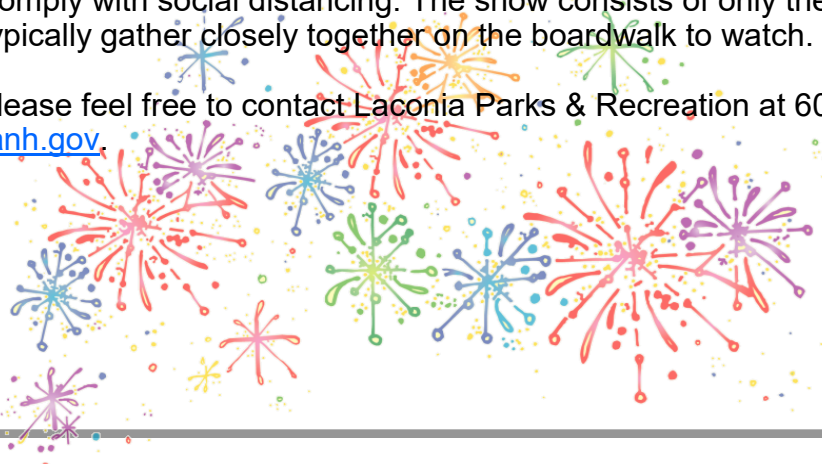 omply with social distancing. The show consists of only the
ypically gather closely together on the boardwalk to watch.
lease feel free to contact Laconia Parks & Recreation at 60
anh.gov.